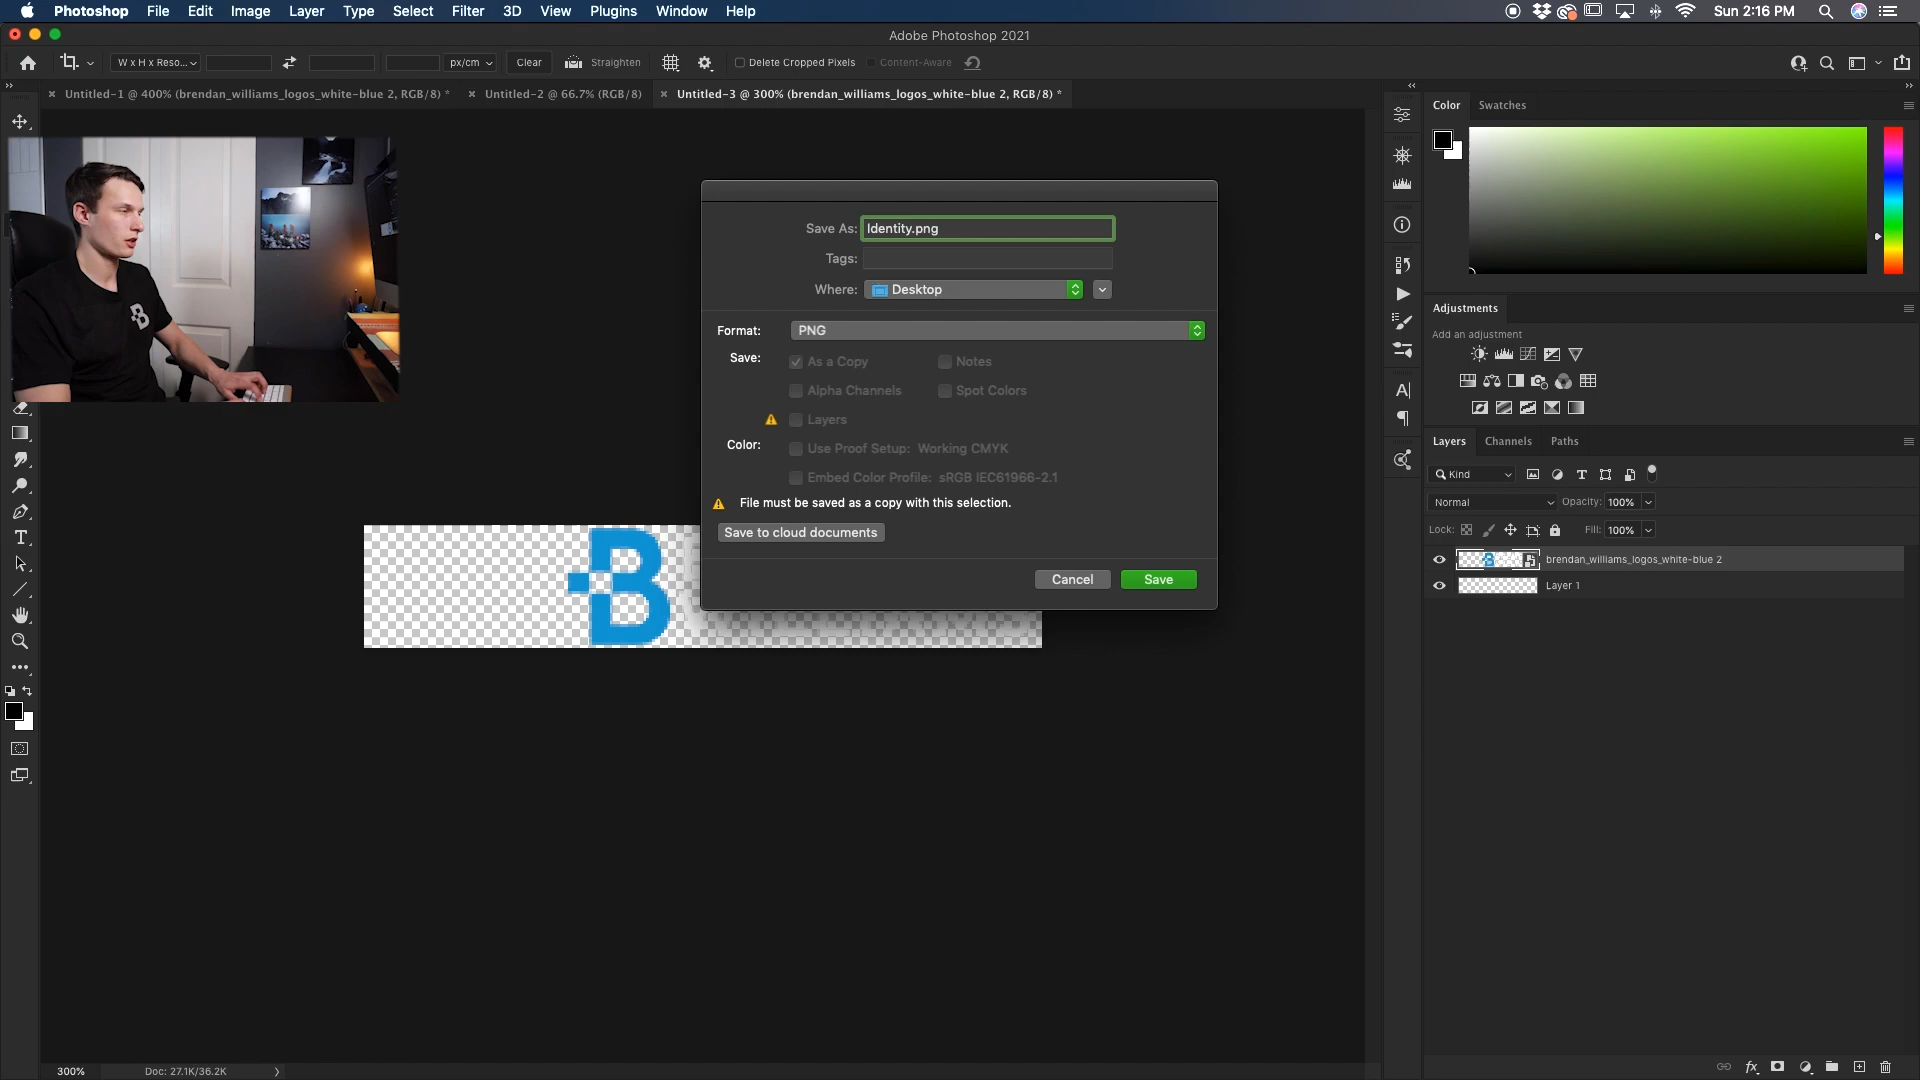 Photoshop File Edit Image Layer Type Select Filter 3D View Plugins Window Help Sun 2:16 PM
Adobe Photoshop 2021
W x H x Reso... px/cm Clear Straighten Delete Cropped Pixels Content-Aware
Untitled-1 @ 400% (brendan_williams_logos_white-blue 2, RGB/8) * Untitled-2 @ 66.7% (RGB/8) Untitled-3 @ 300% (brendan_williams_logos_white-blue 2, RGB/8) *
Color Swatches
Save As: Identity.png
Tags:
Where: Desktop
Format: PNG
Save: As a Copy Notes
Alpha Channels Spot Colors
Layers
Color: Use Proof Setup: Working CMYK
Embed Color Profile: sRGB IEC61966-2.1
File must be saved as a copy with this selection.
Save to cloud documents
Cancel Save
B
Adjustments
Add an adjustment
Layers Channels Paths
Kind
Normal Opacity: 100%
Lock: Fill: 100%
brendan_williams_logos_white-blue 2
Layer 1
300% Doc: 27.1K/36.2K